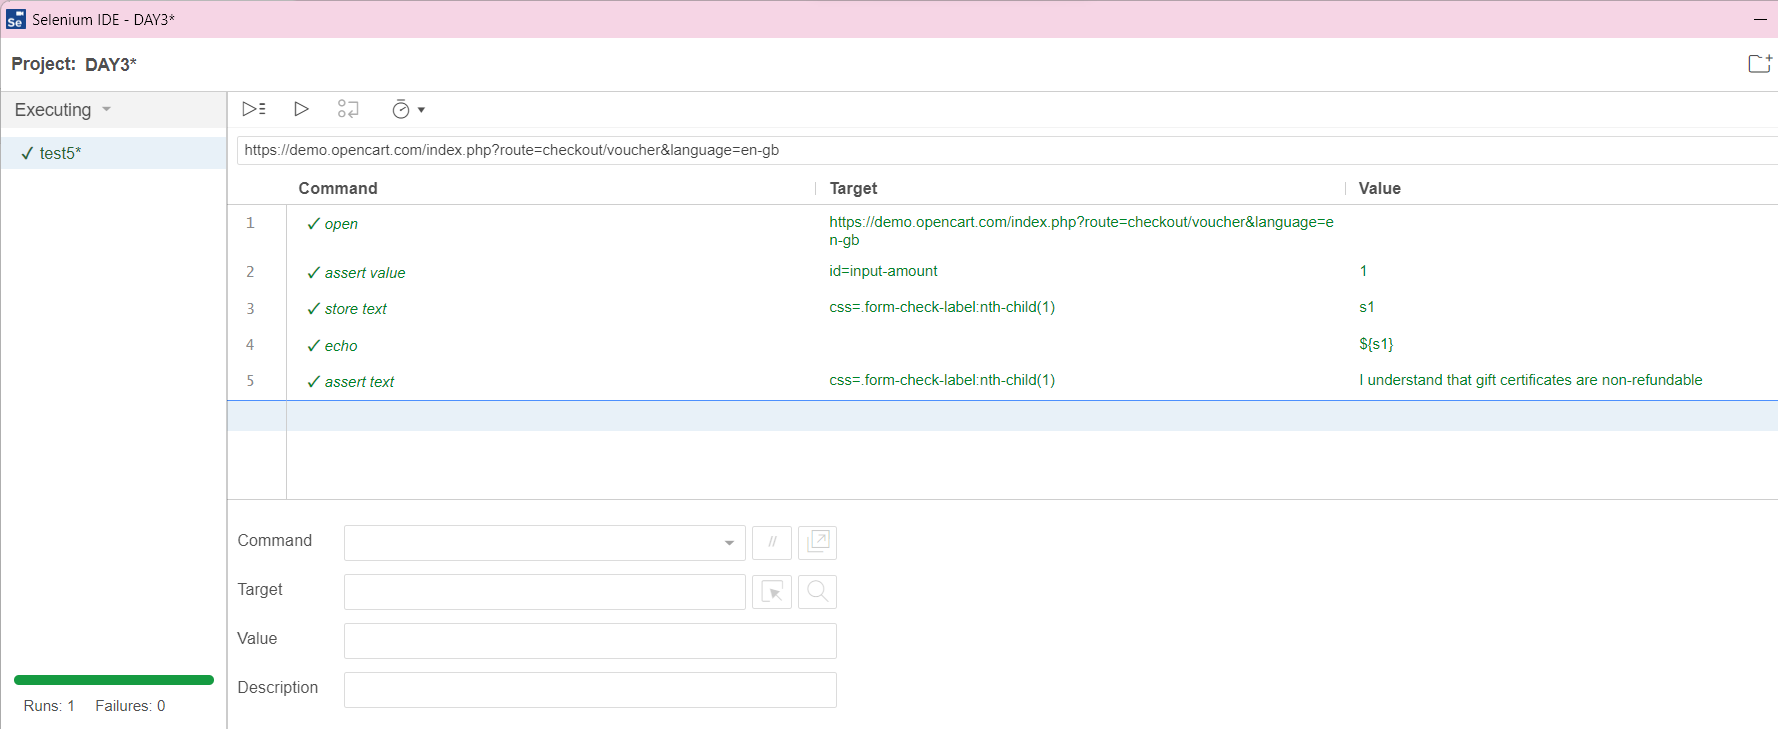 Se Selenium IDE - DAY3*
Project: DAY3*
Executing
✓ test5*
https://demo.opencart.com/index.php?route=checkout/voucher&language=en-gb
Command Target Value
1 ✓ open https://demo.opencart.com/index.php?route=checkout/voucher&language=e
n-gb
2 ✓ assert value id=input-amount 1
3 ✓ store text css=.form-check-label:nth-child(1) s1
4 ✓ echo ${s1}
5 ✓ assert text css=.form-check-label:nth-child(1) I understand that gift certificates are non-refundable
Command //
Target
Value
Description
Runs: 1 Failures: 0